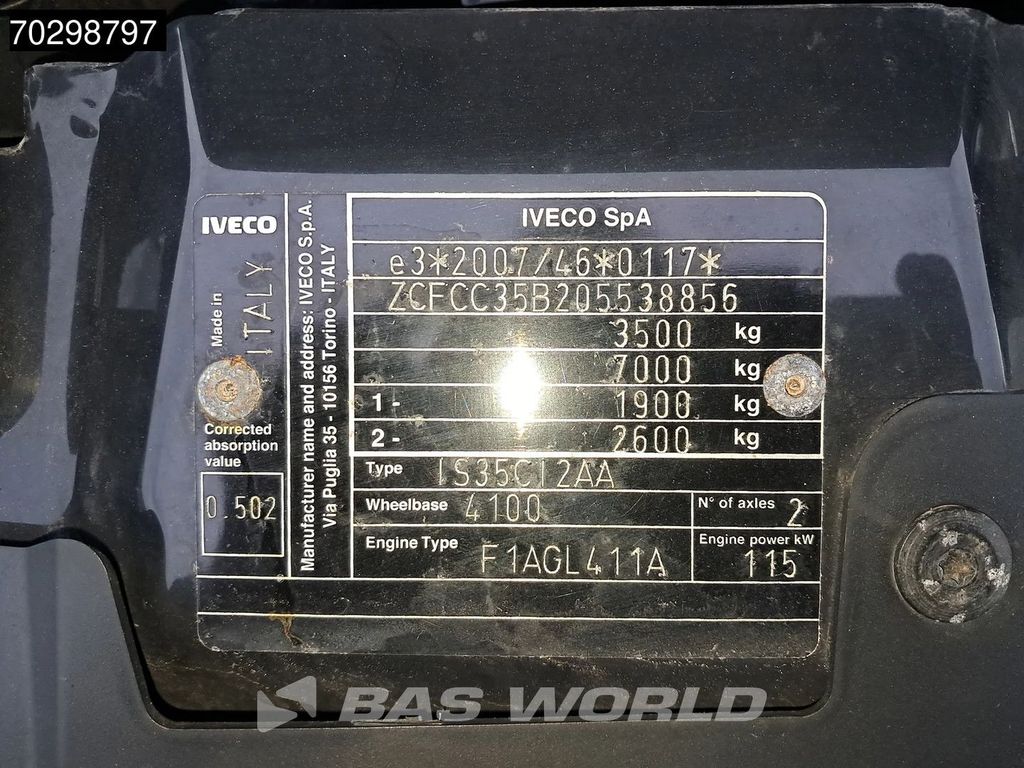 70298797
IVECO
Made in
ITALY
Corrected
absorption
value
0.502
Manufacturer name and address: IVECO S.p.A.
Via Puglia 35 - 10156 Torino - ITALY
IVECO SpA
e3*2007/46*0117*
ZCFCC35B205538856
3500 kg
7000 kg
1- 1900 kg
2- 2600 kg
Type IS35CI2AA
Wheelbase 4100
N° of axles 2
Engine Type F1AGL411A
Engine power kW
115
BAS WORLD